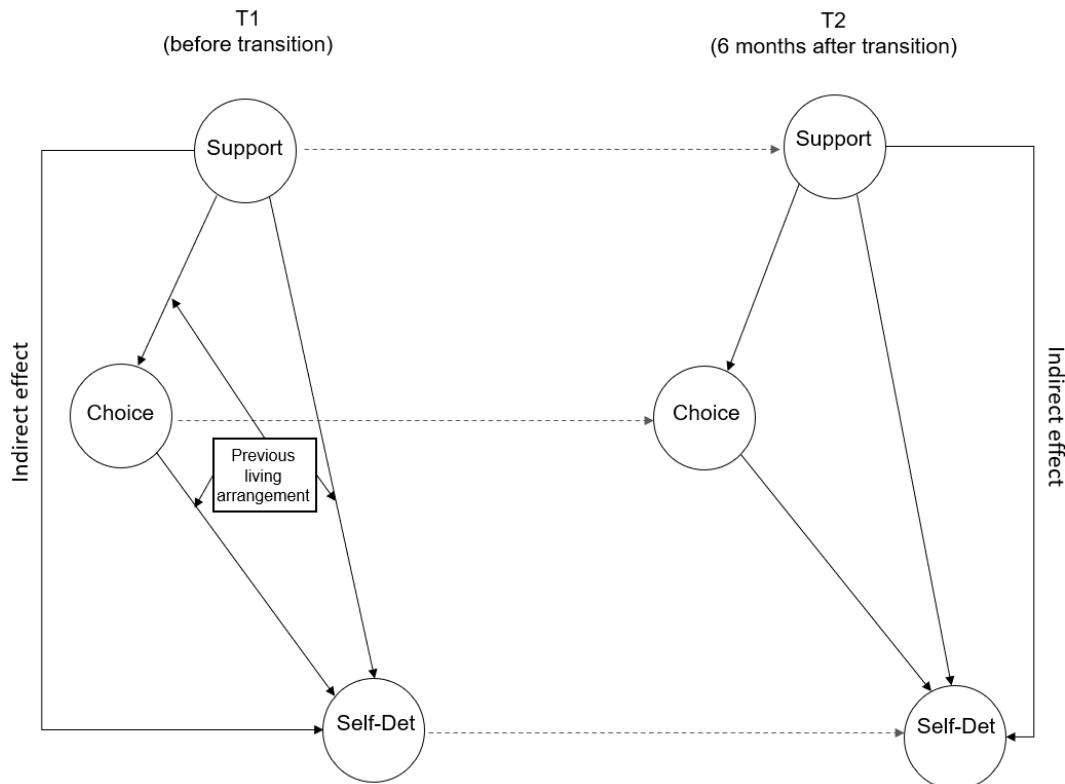 T1
(before transition)
T2
(6 months after transition)
Support
Support
Indirect effect
Choice
Previous
living
arrangement
Choice
Indirect effect
Self-Det
Self-Det